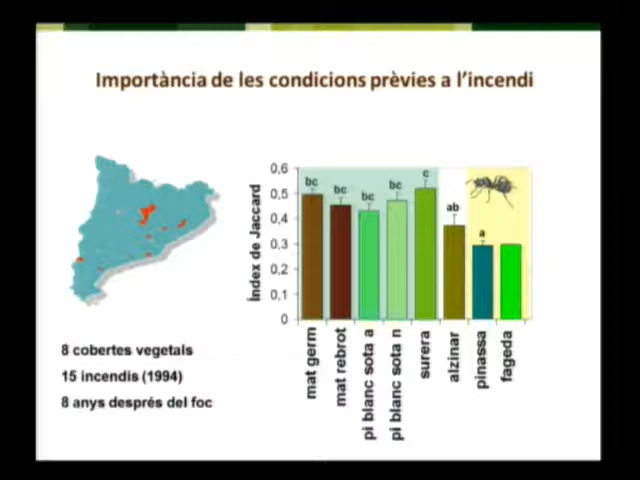 Importància de les condicions prèvies a l'incendi
Índex de Jaccard
0,6
0,5
0,4
0,3
0,2
0,1
0
bc
bc
bc
bc
c
ab
a
mat germ
mat rebrot
pi blanc sota a
pi blanc sota n
surera
alzinar
pinassa
fageda
8 cobertes vegetals
15 incendis (1994)
8 anys després del foc